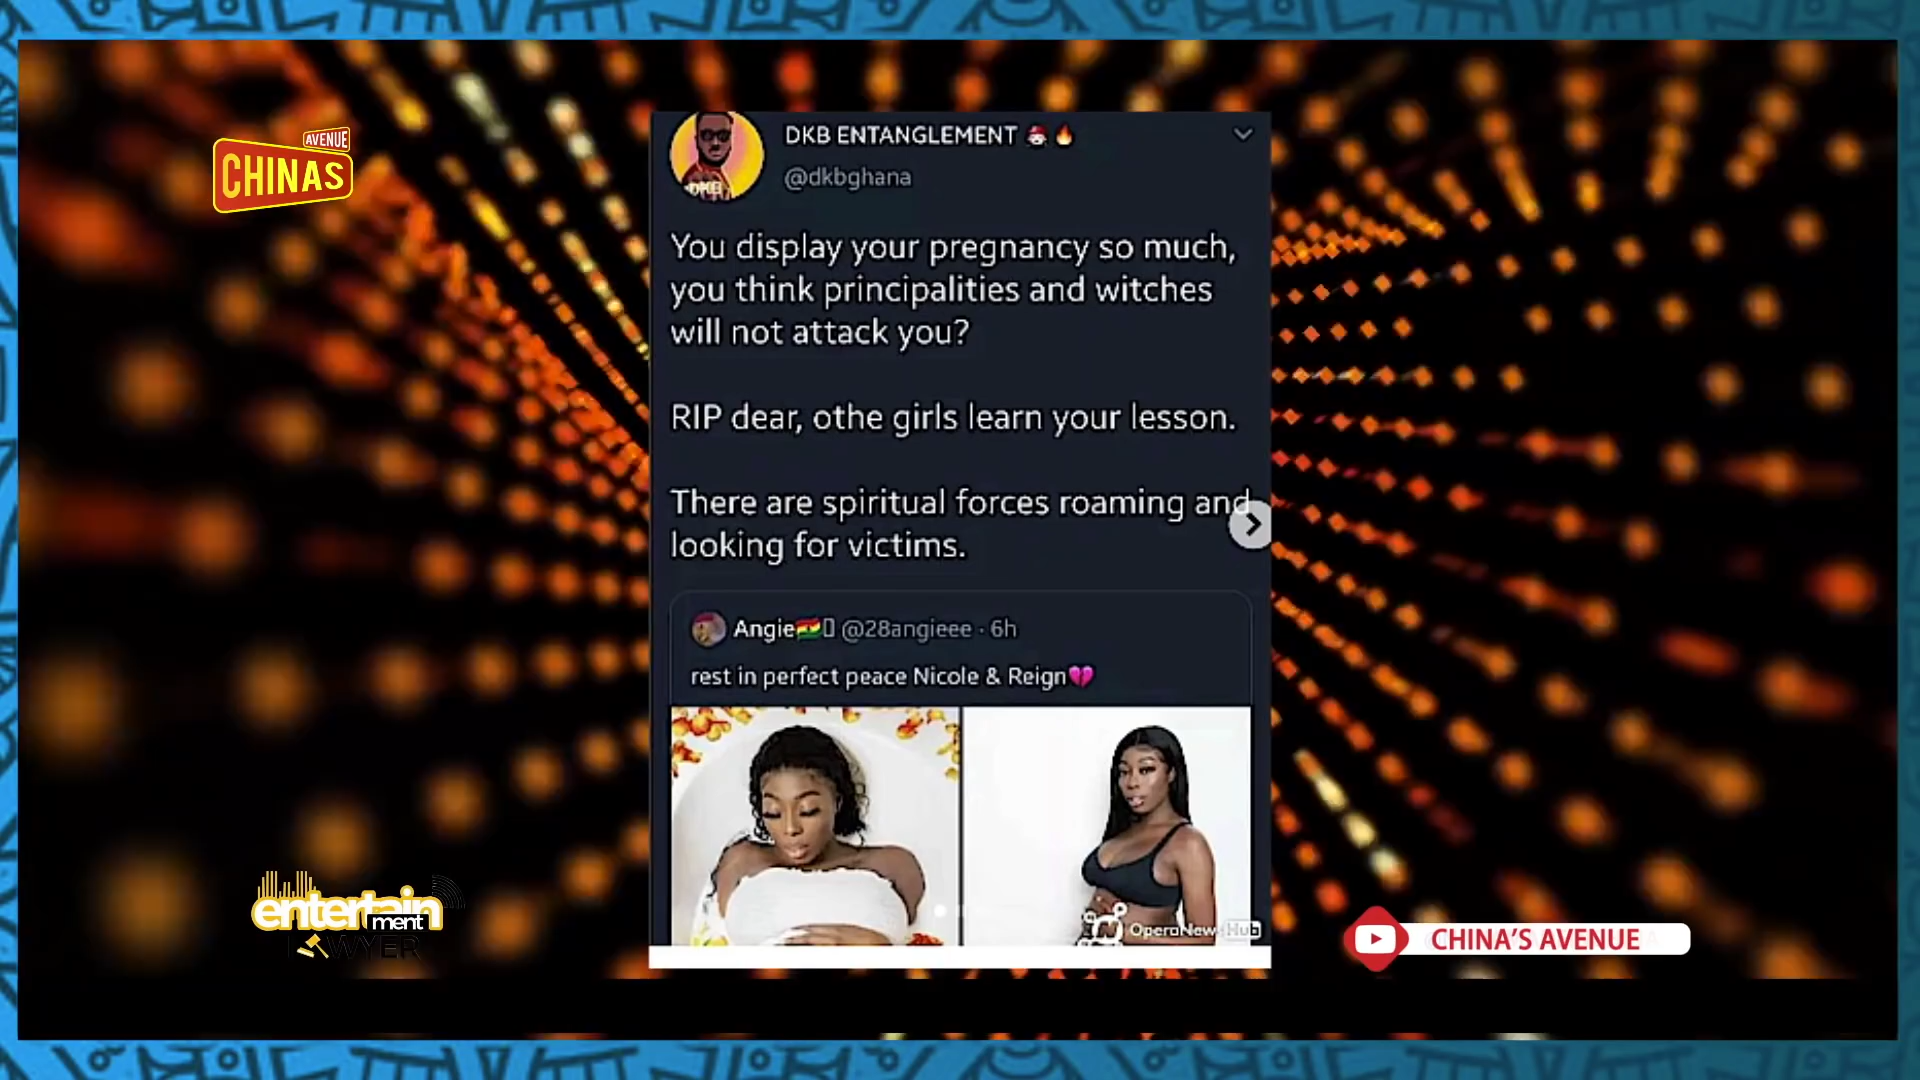 AVENUE
CHINAS
DKB ENTANGLEMENT
@dkbghana
You display your pregnancy so much,
you think principalities and witches
will not attack you?
RIP dear, othe girls learn your lesson.
There are spiritual forces roaming and
looking for victims.
Angie @28angieee · 6h
rest in perfect peace Nicole & Reign
OperaNews Hub
entertain
ment
LAWYER
CHINA'S AVENUE